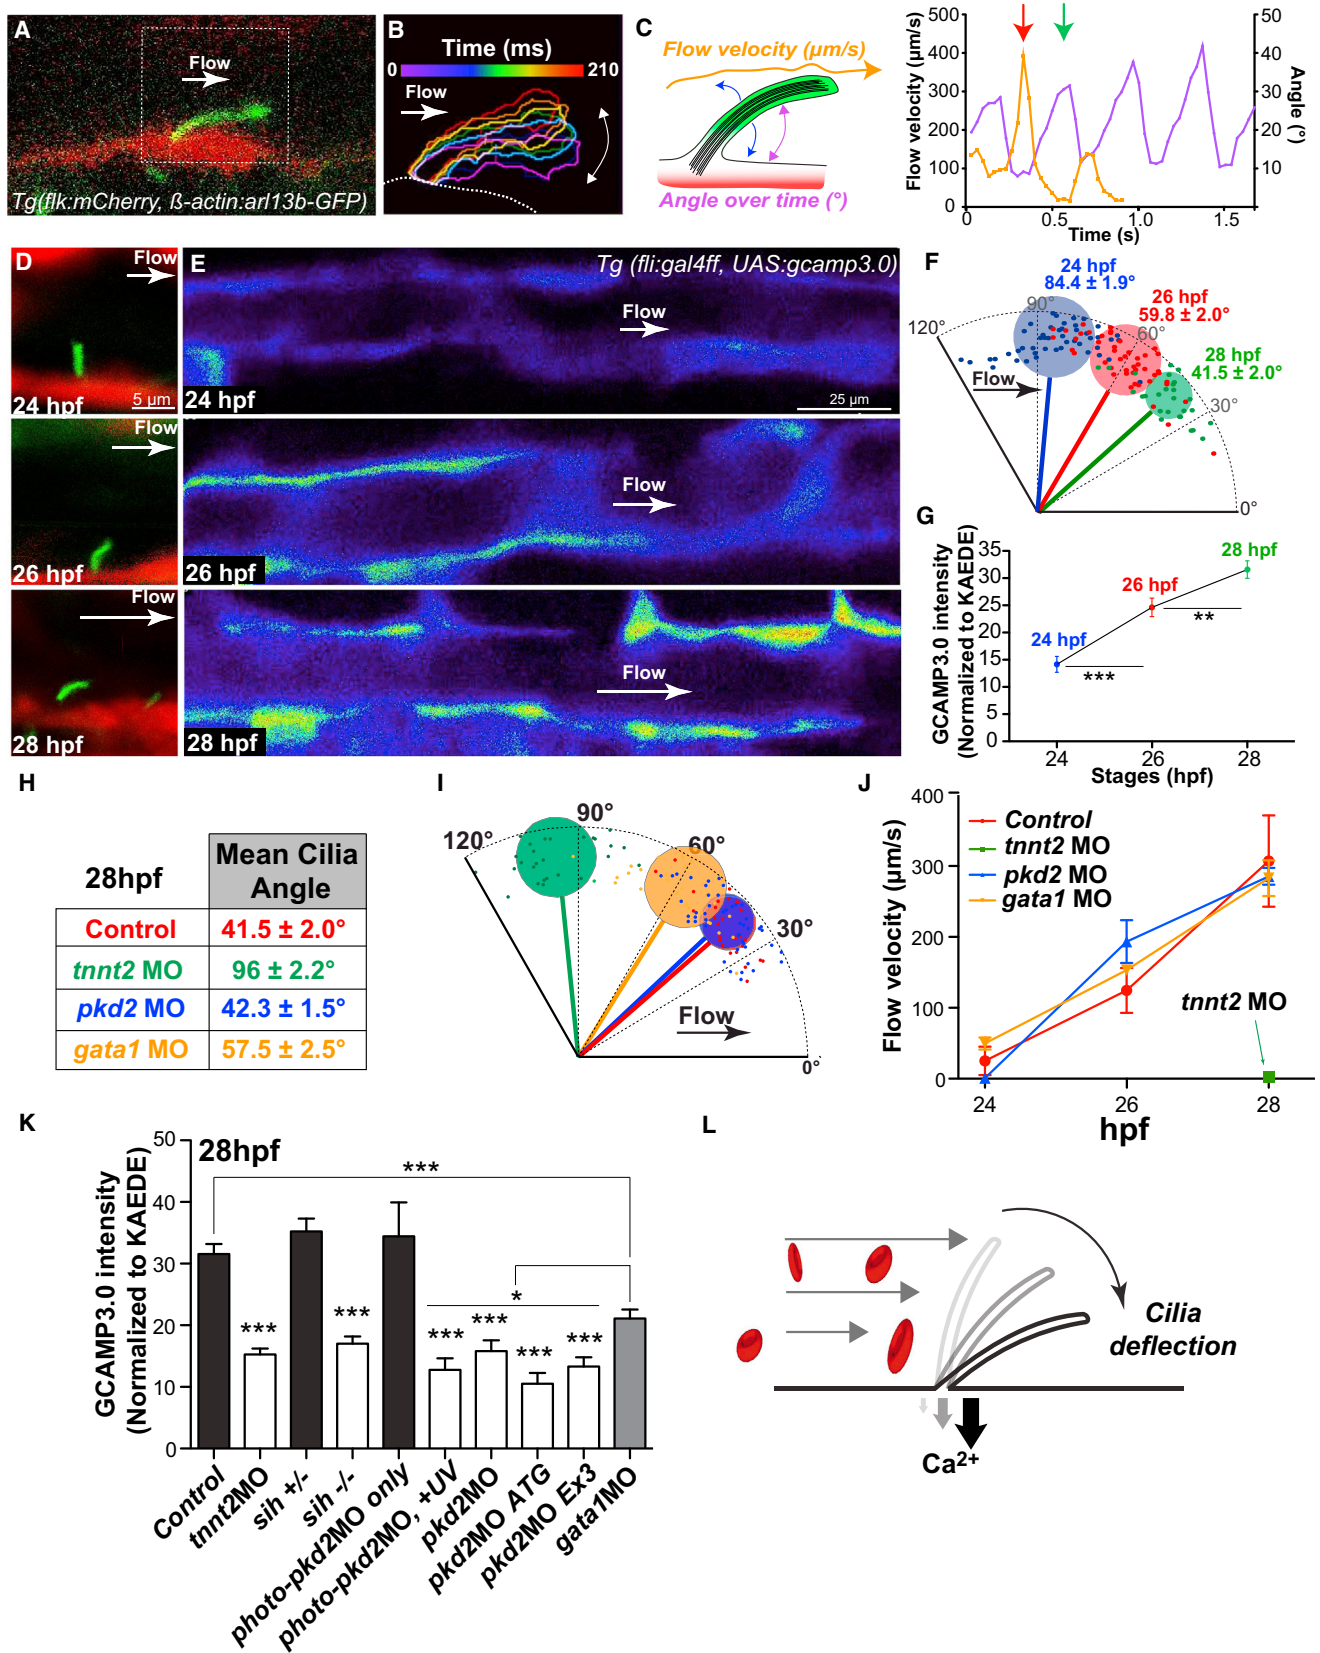 A
Flow
Tg(flk:mCherry, ß-actin:arl13b-GFP)
B
Time (ms)
0
210
Flow
C
Flow velocity (µm/s)
Angle over time (°)
Flow velocity (µm/s)
500
400
300
200
100
0
0
0.5
1.0
1.5
Time (s)
50
40
30
20
10
Angle (°)
D
Flow
24 hpf
5 µm
Flow
26 hpf
Flow
28 hpf
E
Tg (fli:gal4ff, UAS:gcamp3.0)
Flow
24 hpf
25 µm
Flow
26 hpf
Flow
28 hpf
F
24 hpf
84.4 ± 1.9°
26 hpf
59.8 ± 2.0°
28 hpf
41.5 ± 2.0°
120°
90°
60°
30°
0°
Flow
G
GCAMP3.0 intensity
(Normalized to KAEDE)
35
30
25
20
15
10
5
0
24 hpf
26 hpf
28 hpf
***
**
24
26
28
Stages (hpf)
H
28hpf
Mean Cilia
Angle
Control
41.5 ± 2.0°
tnnt2 MO
96 ± 2.2°
pkd2 MO
42.3 ± 1.5°
gata1 MO
57.5 ± 2.5°
I
120°
90°
60°
30°
0°
Flow
J
Flow velocity (µm/s)
400
300
200
100
0
Control
tnnt2 MO
pkd2 MO
gata1 MO
tnnt2 MO
24
26
28
hpf
K
28hpf
GCAMP3.0 intensity
(Normalized to KAEDE)
50
40
30
20
10
0
***
***
***
*
***
***
***
***
Control
tnnt2MO
sih +/-
sih -/-
photo-pkd2MO only
photo-pkd2MO, +UV
pkd2MO
pkd2MO ATG
pkd2MO Ex3
gata1MO
L
Cilia
deflection
Ca2+